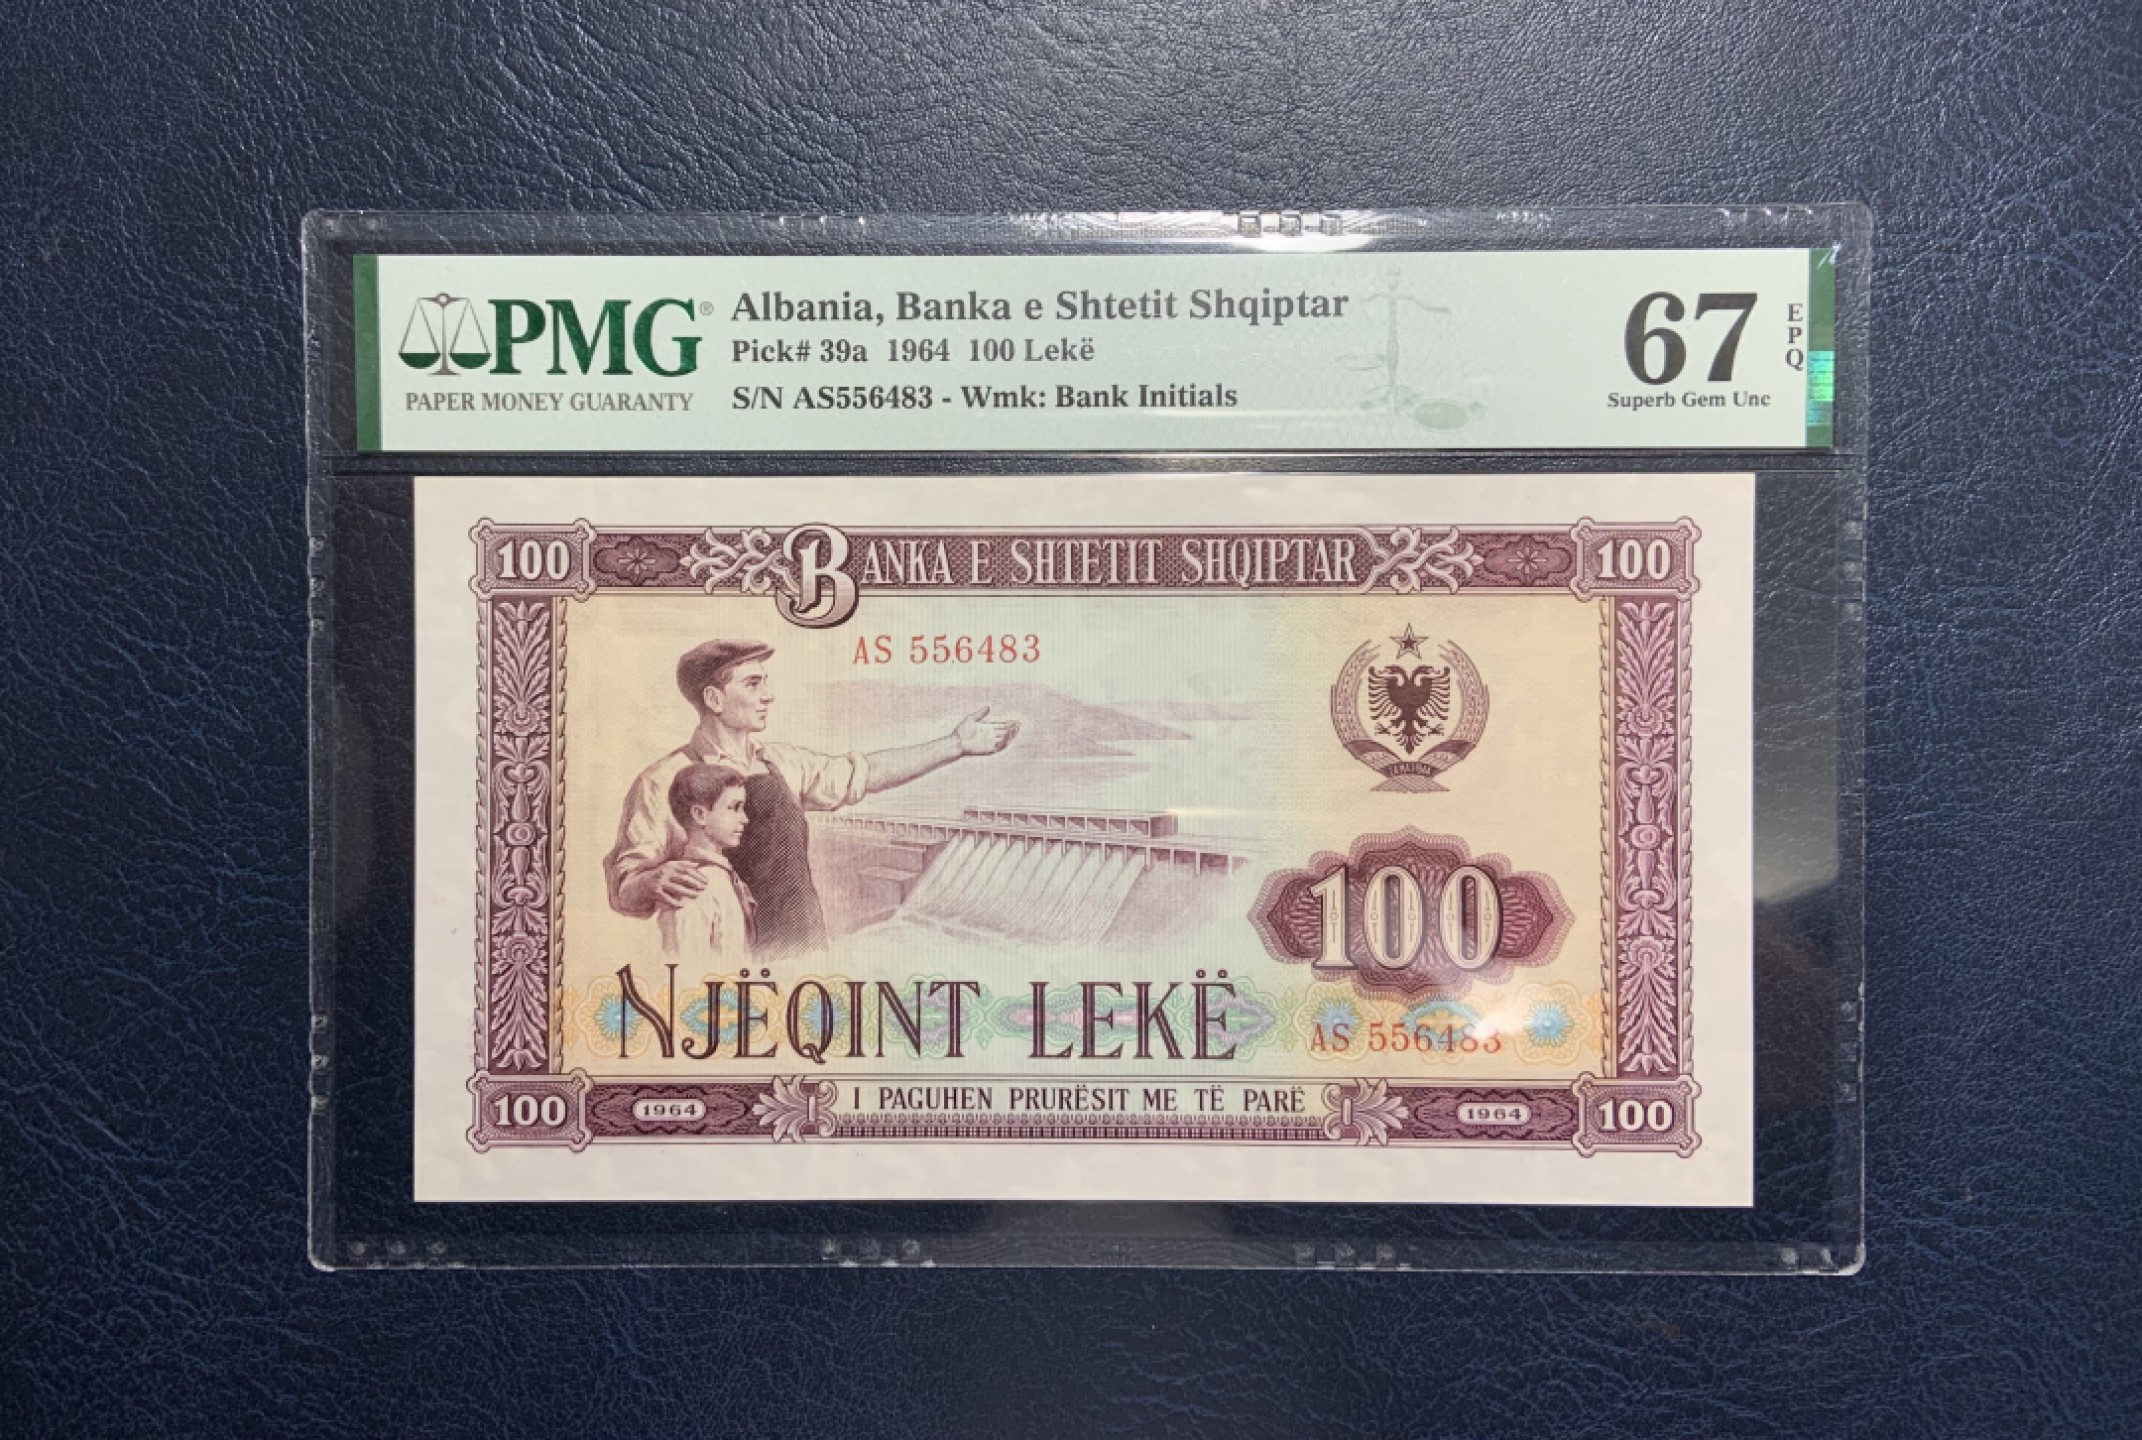 PMG®
PAPER MONEY GUARANTY
Albania, Banka e Shtetit Shqiptar
Pick# 39a 1964 100 Lekë
S/N AS556483 - Wmk: Bank Initials
67
EPQ
Superb Gem Unc
100 BANKA E SHTETIT SHQIPTAR 100
AS 556483
100
NJËQINT LEKË
AS 556483
I PAGUHEN PRURËSIT ME TË PARË
100 1964 1964 100